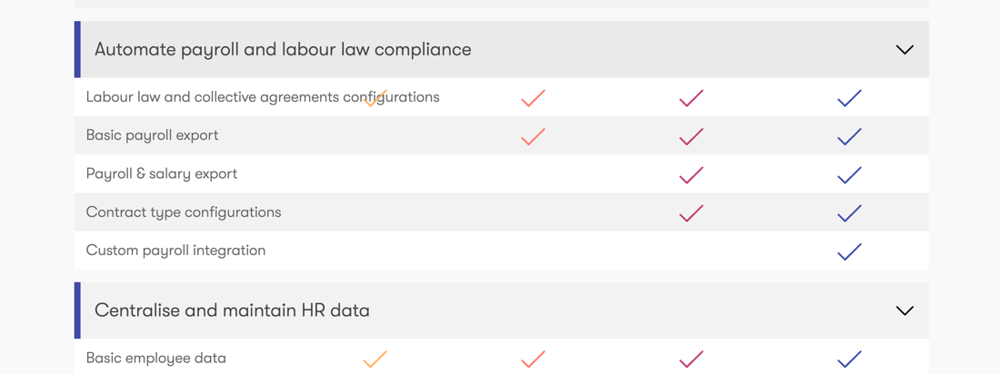 Automate payroll and labour law compliance
Labour law and collective agreements configurations
Basic payroll export
Payroll & salary export
Contract type configurations
Custom payroll integration
Centralise and maintain HR data
Basic employee data